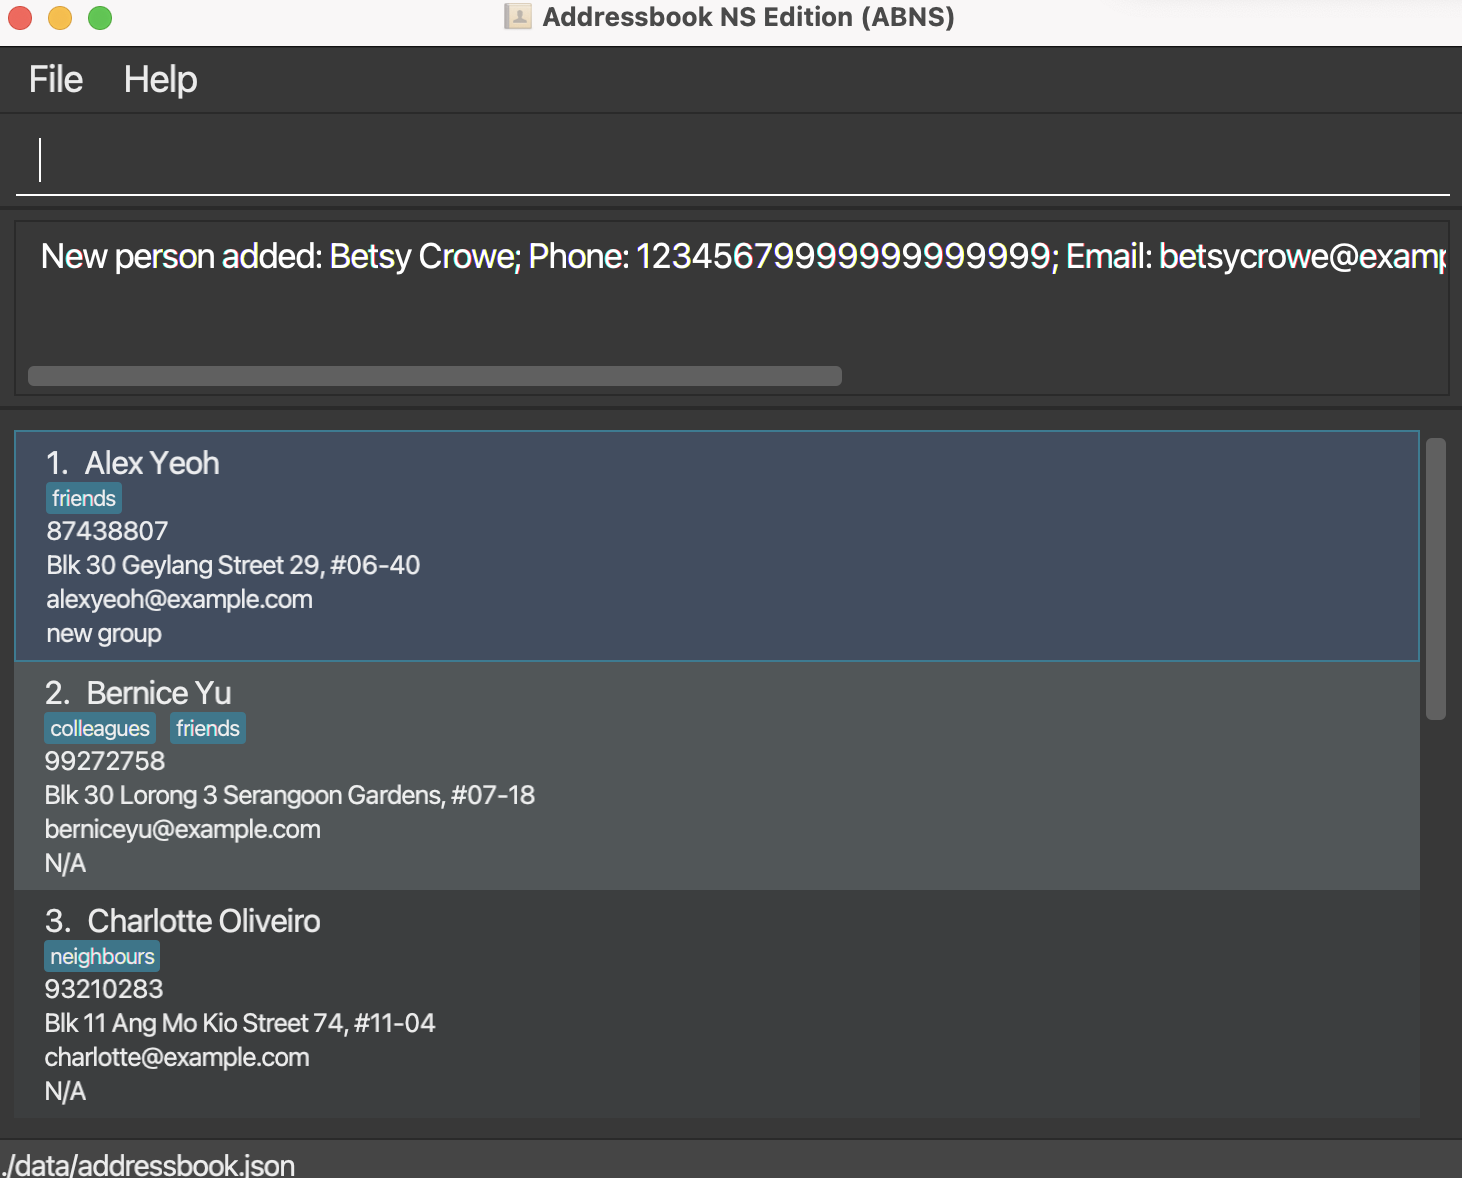 Addressbook NS Edition (ABNS)
File Help
New person added: Betsy Crowe; Phone: 12345679999999999999; Email: betsycrowe@examp
1. Alex Yeoh
friends
87438807
Blk 30 Geylang Street 29, #06-40
alexyeoh@example.com
new group
2. Bernice Yu
colleagues friends
99272758
Blk 30 Lorong 3 Serangoon Gardens, #07-18
berniceyu@example.com
N/A
3. Charlotte Oliveiro
neighbours
93210283
Blk 11 Ang Mo Kio Street 74, #11-04
charlotte@example.com
N/A
./data/addressbook.json